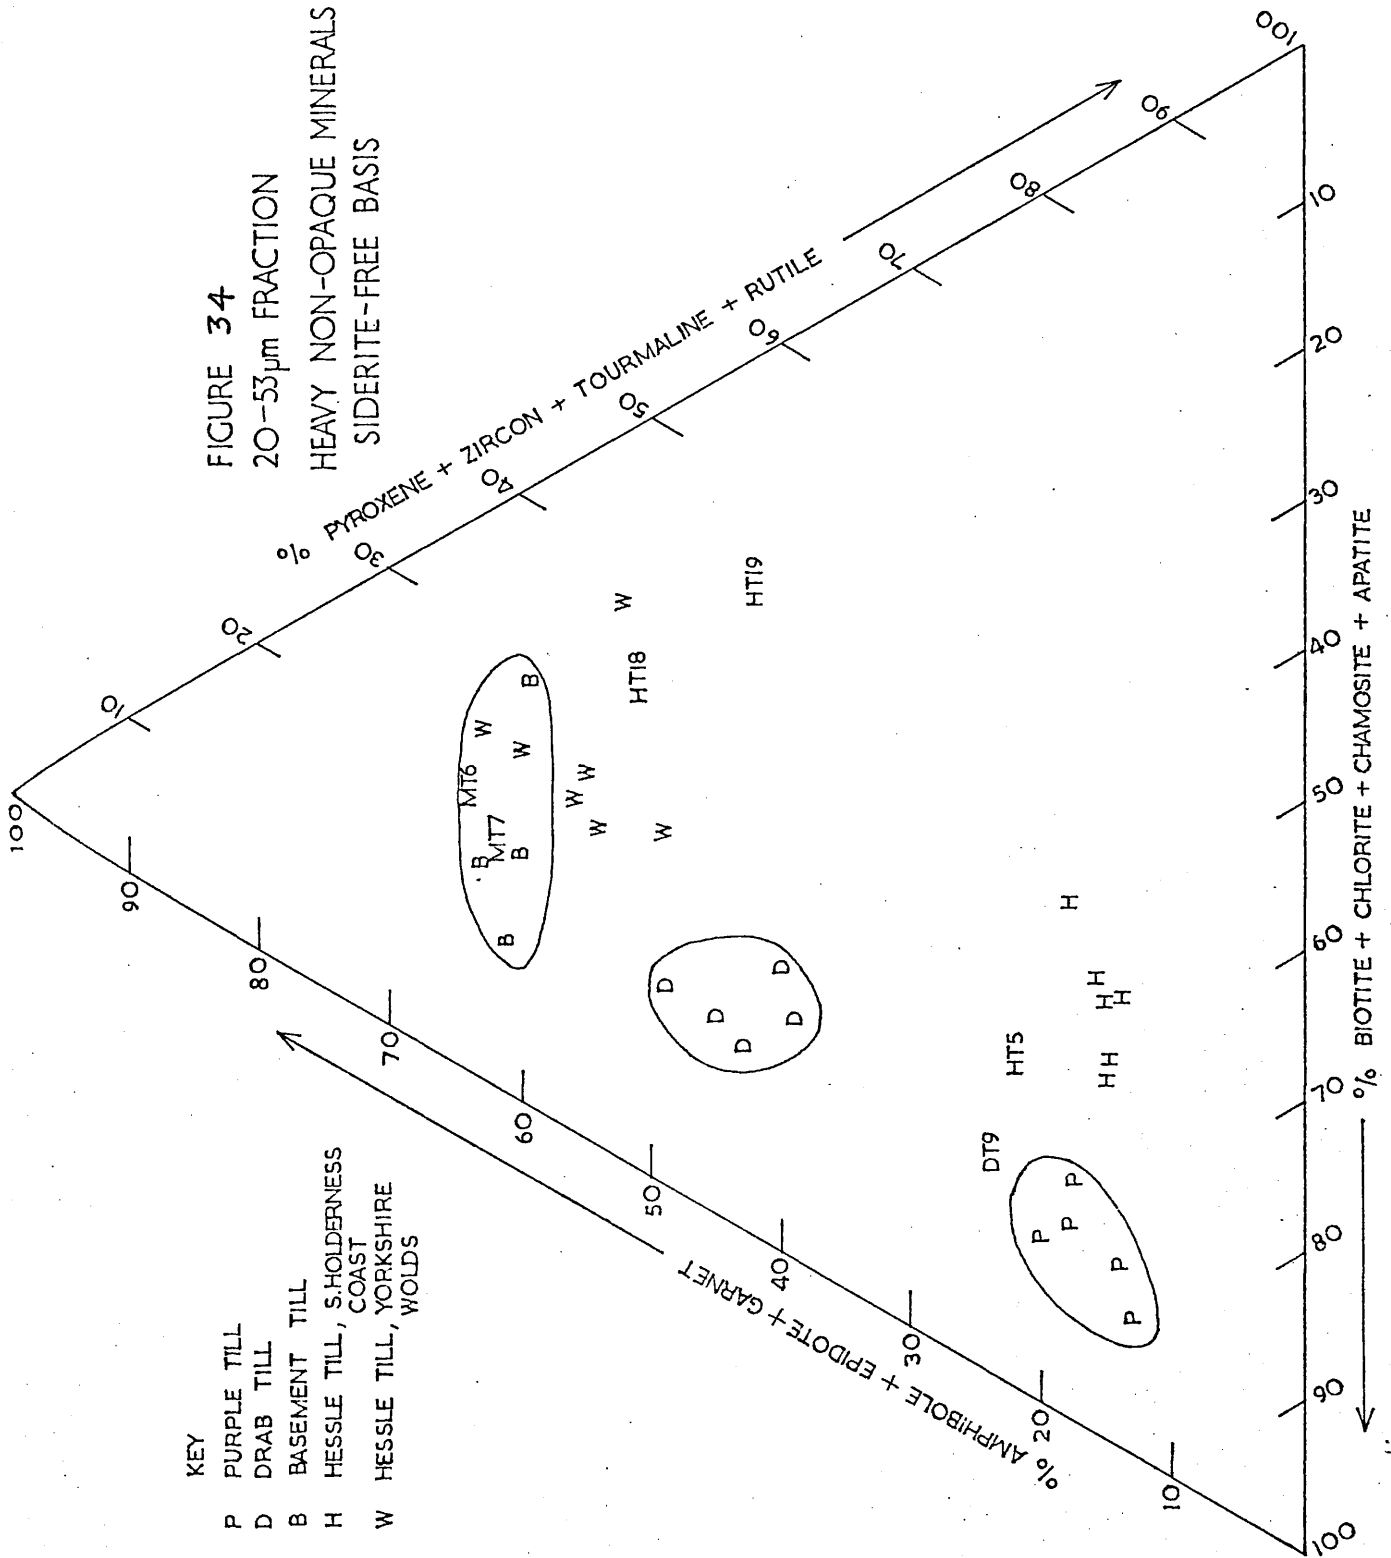 FIGURE 34
20-53µm FRACTION
HEAVY NON-OPAQUE MINERALS
SIDERITE-FREE BASIS
KEY
P PURPLE TILL
D DRAB TILL
B BASEMENT TILL
H HESSLE TILL, S.HOLDERNESS
COAST
W HESSLE TILL, YORKSHIRE
WOLDS
100
90
80
70
60
50
40
30
20
10
% AMPHIBOLE + EPIDOTE + GARNET
10
20
30
40
50
60
70
80
90
100
% PYROXENE + ZIRCON + TOURMALINE + RUTILE
B
MT7
MT6
W
B
W
B
B
W
W
W
W
W
HT18
HT19
D
D
D
D
D
DT9
HT5
P
P
P
P
P
H
H
H
H
H
H
100
90
80
70
60
50
40
30
20
10
% BIOTITE + CHLORITE + CHAMOSITE + APATITE